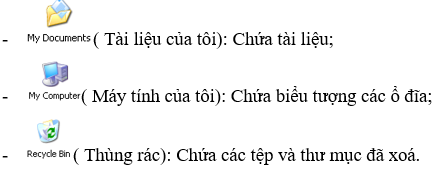 - My Documents ( Tài liệu của tôi): Chứa tài liệu;
- My Computer ( Máy tính của tôi): Chứa biểu tượng các ổ đĩa;
- Recycle Bin ( Thùng rác): Chứa các tệp và thư mục đã xoá.